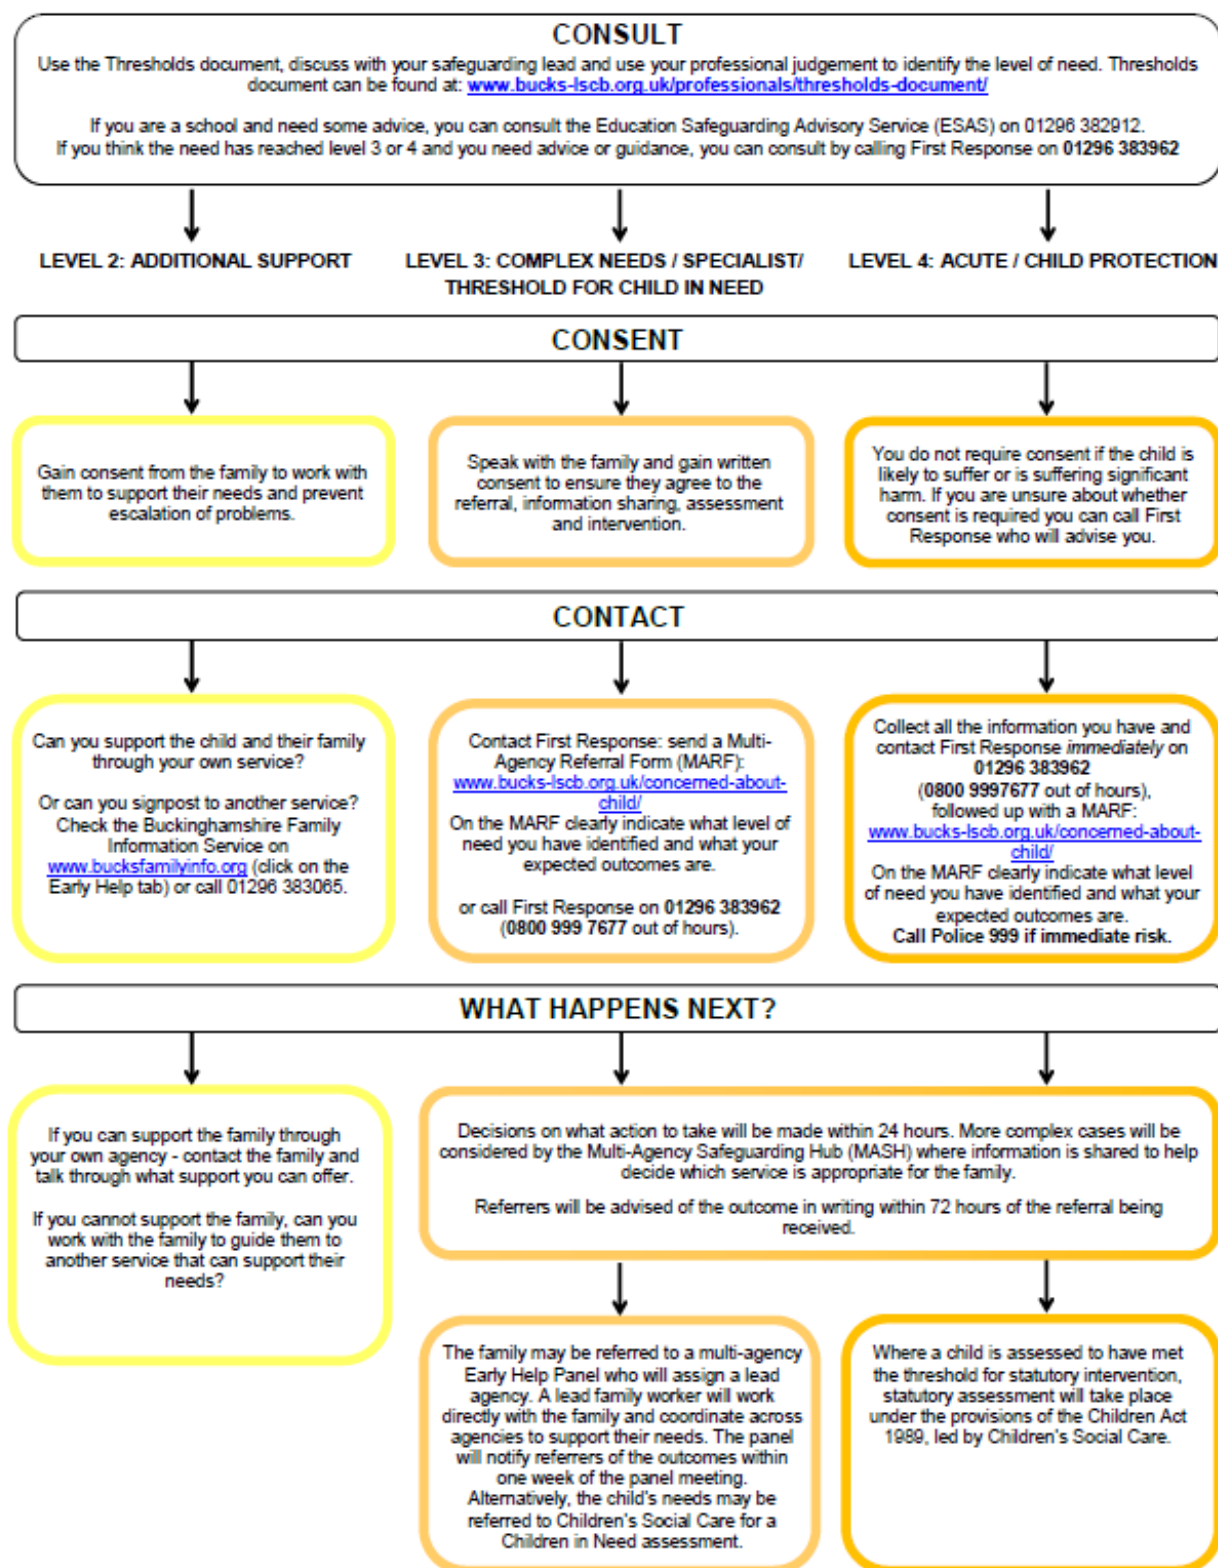 CONSULT
Use the Thresholds document, discuss with your safeguarding lead and use your professional judgement to identify the level of need. Thresholds
document can be found at: www.bucks-lscb.org.uk/professionals/thresholds-document/
If you are a school and need some advice, you can consult the Education Safeguarding Advisory Service (ESAS) on 01296 382912.
If you think the need has reached level 3 or 4 and you need advice or guidance, you can consult by calling First Response on 01296 383962
LEVEL 2: ADDITIONAL SUPPORT
LEVEL 3: COMPLEX NEEDS / SPECIALIST/
THRESHOLD FOR CHILD IN NEED
LEVEL 4: ACUTE / CHILD PROTECTION
CONSENT
Gain consent from the family to work with
them to support their needs and prevent
escalation of problems.
Speak with the family and gain written
consent to ensure they agree to the
referral, information sharing, assessment
and intervention.
You do not require consent if the child is
likely to suffer or is suffering significant
harm. If you are unsure about whether
consent is required you can call First
Response who will advise you.
CONTACT
Can you support the child and their family
through your own service?
Or can you signpost to another service?
Check the Buckinghamshire Family
Information Service on
www.bucksfamilyinfo.org (click on the
Early Help tab) or call 01296 383065.
Contact First Response: send a Multi-
Agency Referral Form (MARF):
www.bucks-lscb.org.uk/concerned-about-
child/
On the MARF clearly indicate what level of
need you have identified and what your
expected outcomes are.
or call First Response on 01296 383962
(0800 999 7677 out of hours).
Collect all the information you have and
contact First Response immediately on
01296 383962
(0800 9997677 out of hours),
followed up with a MARF:
www.bucks-lscb.org.uk/concerned-about-
child/
On the MARF clearly indicate what level
of need you have identified and what your
expected outcomes are.
Call Police 999 if immediate risk.
WHAT HAPPENS NEXT?
If you can support the family through
your own agency - contact the family and
talk through what support you can offer.
If you cannot support the family, can you
work with the family to guide them to
another service that can support their
needs?
Decisions on what action to take will be made within 24 hours. More complex cases will be
considered by the Multi-Agency Safeguarding Hub (MASH) where information is shared to help
decide which service is appropriate for the family.
Referrers will be advised of the outcome in writing within 72 hours of the referral being
received.
The family may be referred to a multi-agency
Early Help Panel who will assign a lead
agency. A lead family worker will work
directly with the family and coordinate across
agencies to support their needs. The panel
will notify referrers of the outcomes within
one week of the panel meeting.
Alternatively, the child's needs may be
referred to Children's Social Care for a
Children in Need assessment.
Where a child is assessed to have met
the threshold for statutory intervention,
statutory assessment will take place
under the provisions of the Children Act
1989, led by Children's Social Care.